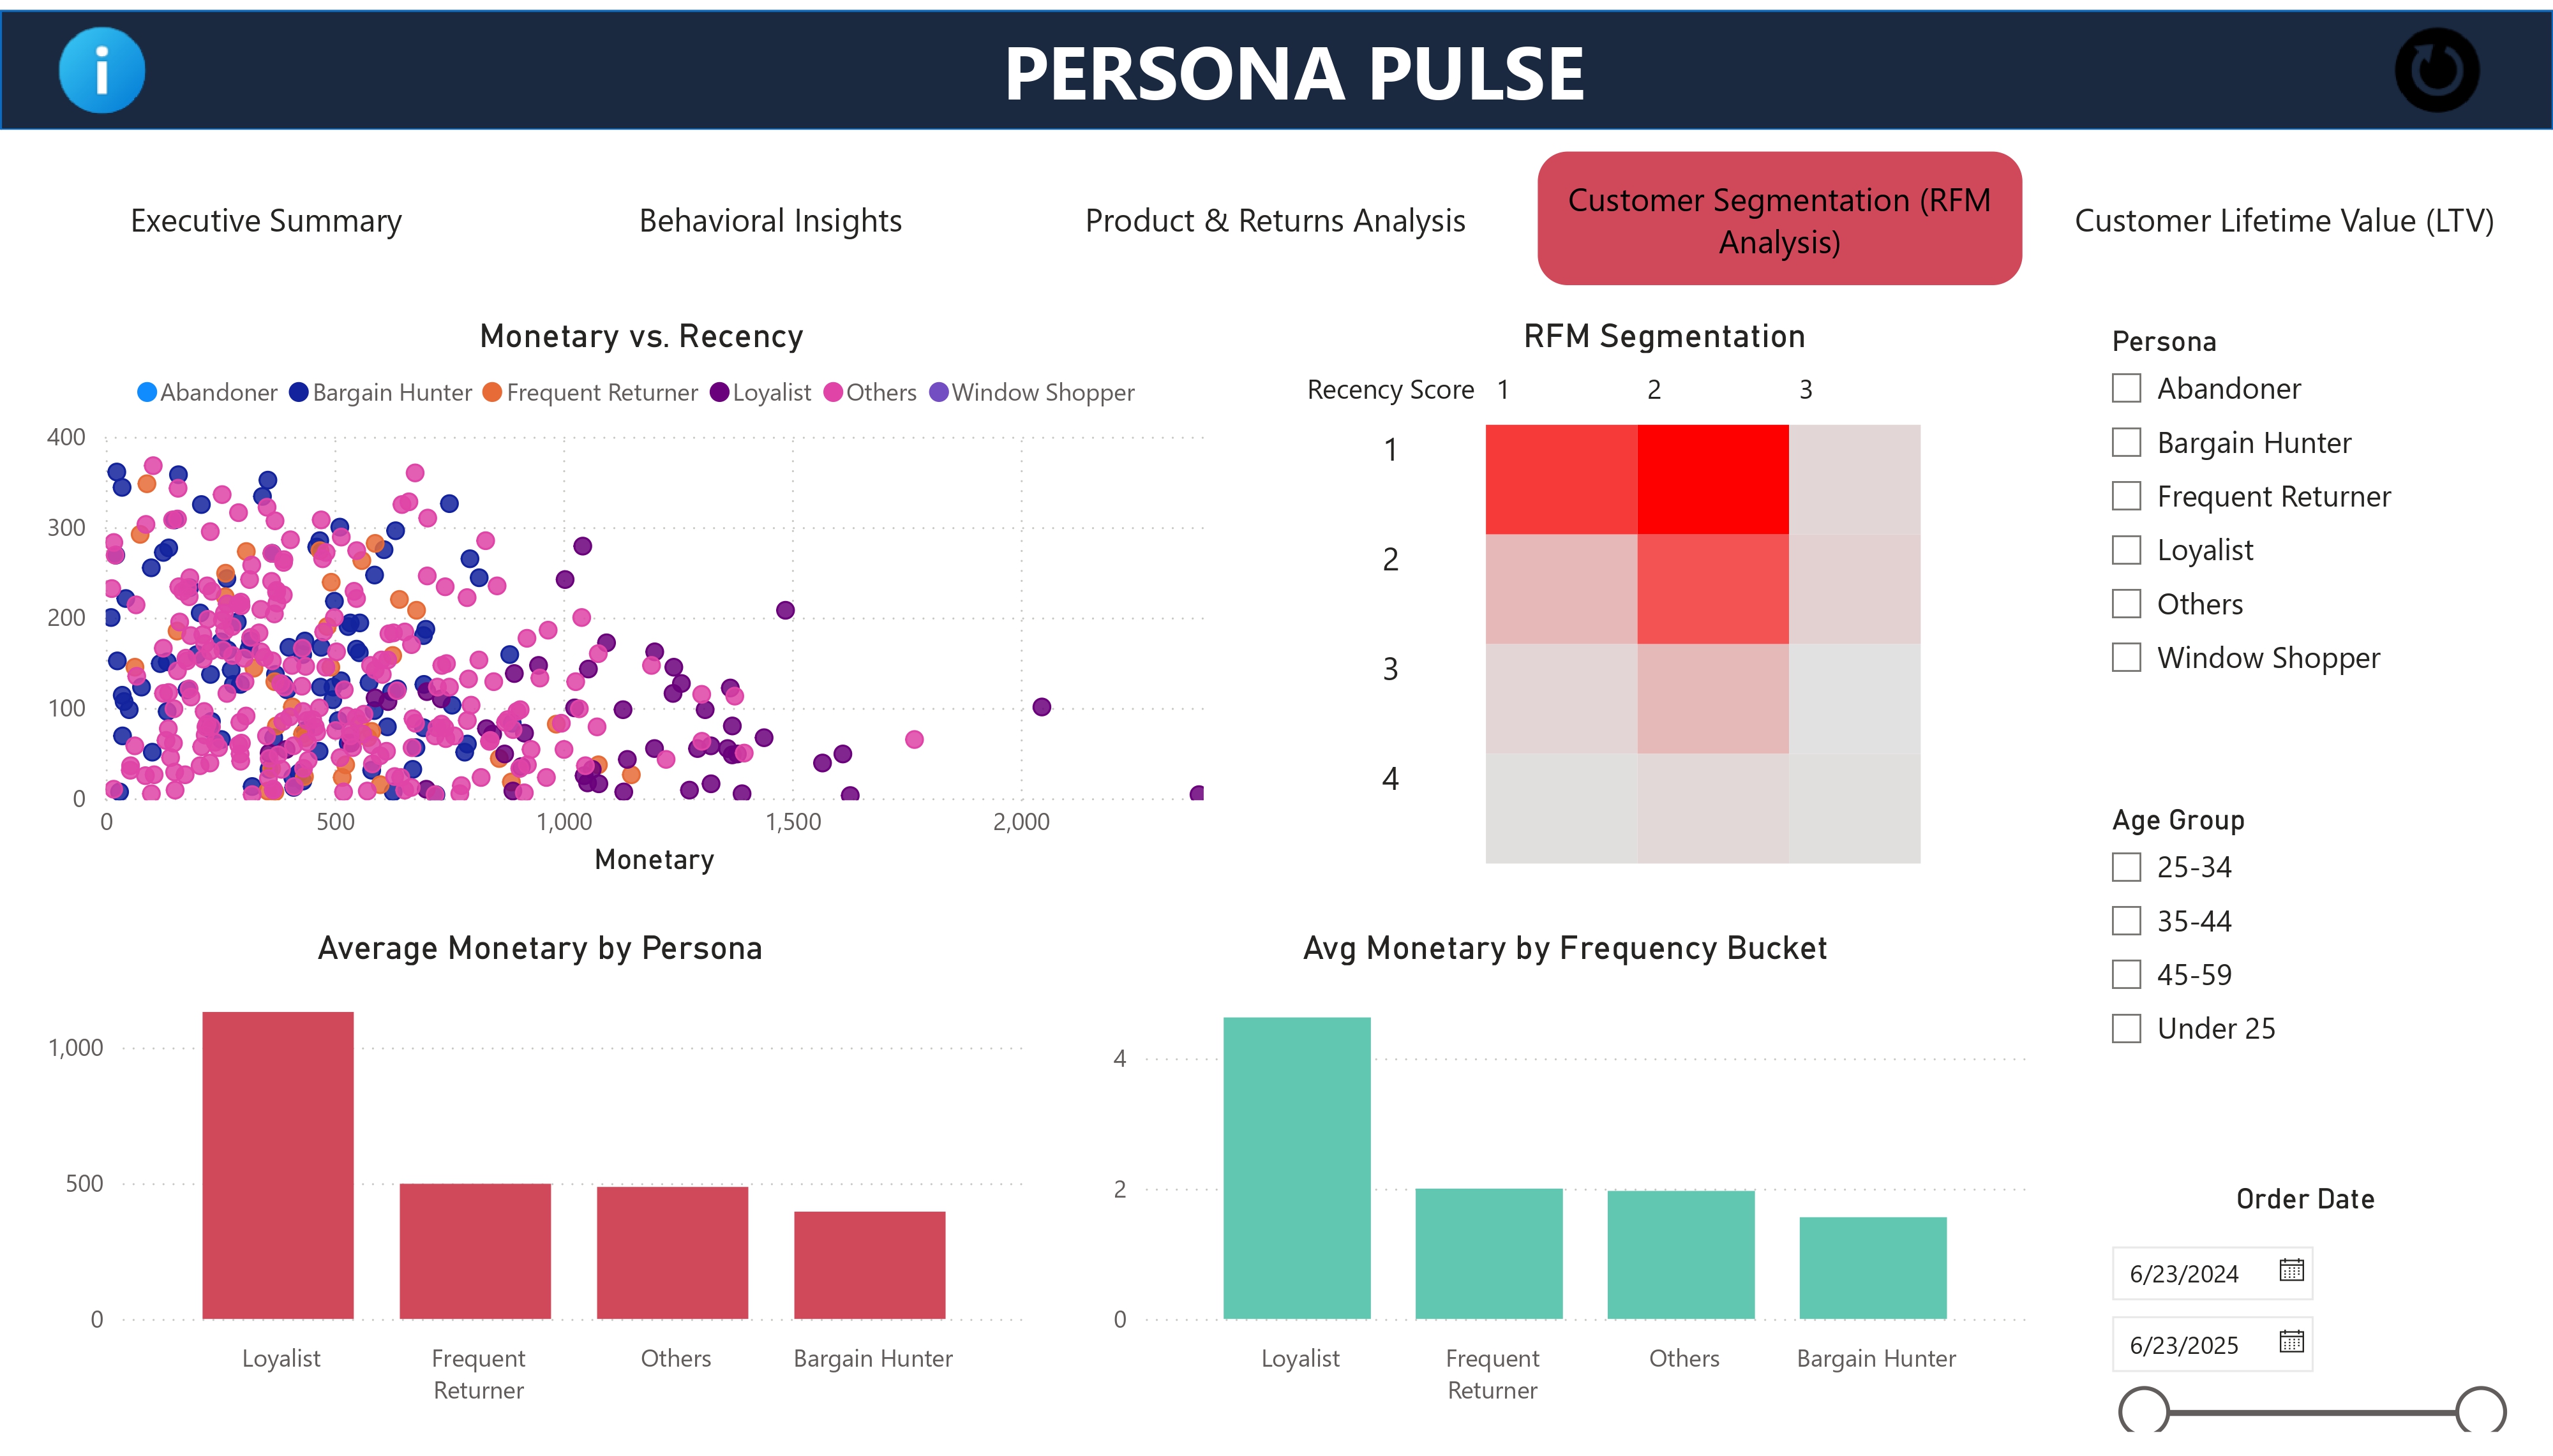 i
PERSONA PULSE
Executive Summary
Behavioral Insights
Product & Returns Analysis
Customer Segmentation (RFM
Analysis)
Customer Lifetime Value (LTV)
Monetary vs. Recency
Abandoner Bargain Hunter Frequent Returner Loyalist Others Window Shopper
400
300
200
100
0
0 500 1,000 1,500 2,000
Monetary
RFM Segmentation
Recency Score 1 2 3
1
2
3
4
Persona
Abandoner
Bargain Hunter
Frequent Returner
Loyalist
Others
Window Shopper
Age Group
25-34
35-44
45-59
Under 25
Average Monetary by Persona
1,000
500
0
Loyalist Frequent Others Bargain Hunter
Returner
Avg Monetary by Frequency Bucket
4
2
0
Loyalist Frequent Others Bargain Hunter
Returner
Order Date
6/23/2024
6/23/2025